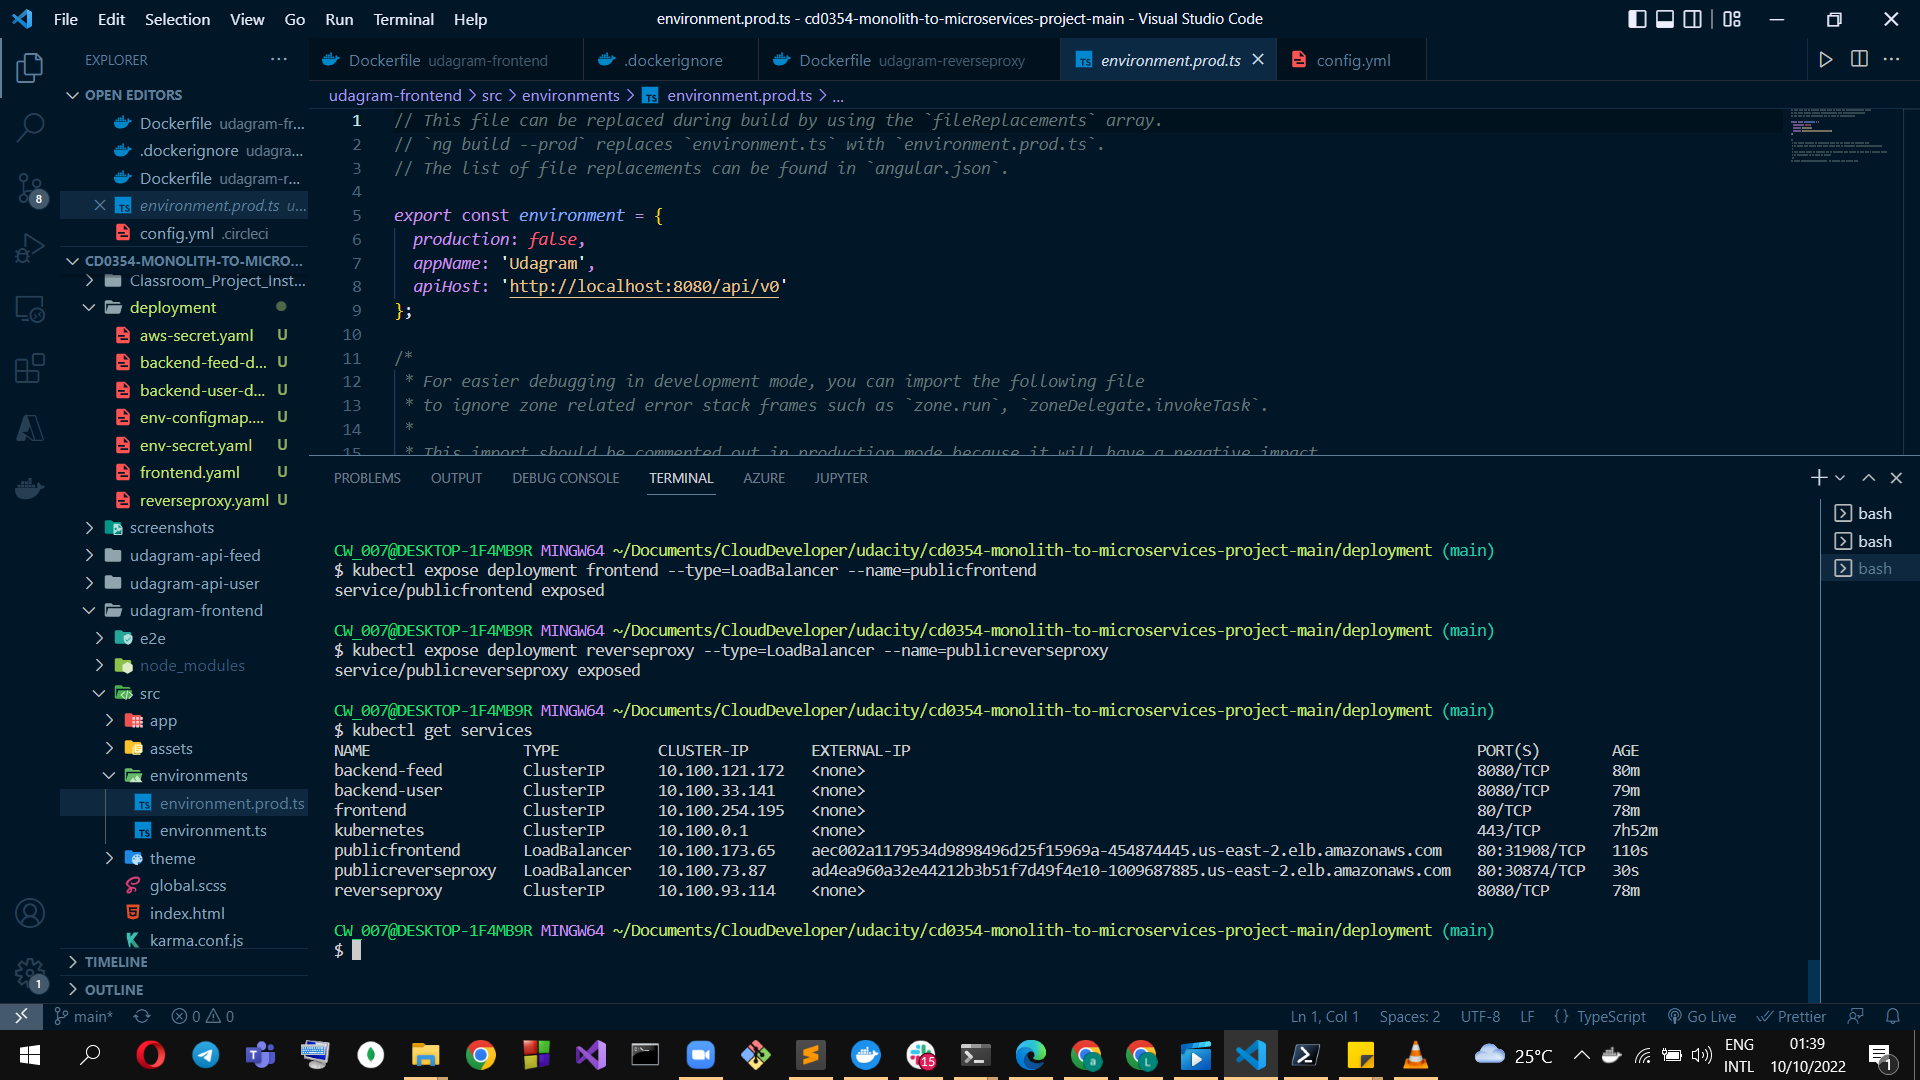 File Edit Selection View Go Run Terminal Help
environment.prod.ts - cd0354-monolith-to-microservices-project-main - Visual Studio Code
EXPLORER
Dockerfile udagram-frontend
.dockerignore
Dockerfile udagram-reverseproxy
TS environment.prod.ts
config.yml
OPEN EDITORS
Dockerfile udagram-fr...
.dockerignore udagra...
Dockerfile udagram-r...
TS environment.prod.ts u...
config.yml .circleci
CD0354-MONOLITH-TO-MICRO...
Classroom_Project_Inst...
deployment
aws-secret.yaml U
backend-feed-d... U
backend-user-d... U
env-configmap.... U
env-secret.yaml U
frontend.yaml U
reverseproxy.yaml U
screenshots
udagram-api-feed
udagram-api-user
udagram-frontend
e2e
node_modules
src
app
assets
environments
TS environment.prod.ts
TS environment.ts
theme
global.scss
index.html
karma.conf.js
TIMELINE
OUTLINE
8
1
udagram-frontend > src > environments > TS environment.prod.ts > ...
1 // This file can be replaced during build by using the `fileReplacements` array.
2 // `ng build --prod` replaces `environment.ts` with `environment.prod.ts`.
3 // The list of file replacements can be found in `angular.json`.
4
5 export const environment = {
6 production: false,
7 appName: 'Udagram',
8 apiHost: 'http://localhost:8080/api/v0'
9 };
10
11 /*
12 * For easier debugging in development mode, you can import the following file
13 * to ignore zone related error stack frames such as `zone.run`, `zoneDelegate.invokeTask`.
14 *
15 * This import should be commented out in production mode because it will have a negative impact
PROBLEMS OUTPUT DEBUG CONSOLE TERMINAL AZURE JUPYTER
bash
bash
bash
CW_007@DESKTOP-1F4MB9R MINGW64 ~/Documents/CloudDeveloper/udacity/cd0354-monolith-to-microservices-project-main/deployment (main)
$ kubectl expose deployment frontend --type=LoadBalancer --name=publicfrontend
service/publicfrontend exposed
CW_007@DESKTOP-1F4MB9R MINGW64 ~/Documents/CloudDeveloper/udacity/cd0354-monolith-to-microservices-project-main/deployment (main)
$ kubectl expose deployment reverseproxy --type=LoadBalancer --name=publicreverseproxy
service/publicreverseproxy exposed
CW_007@DESKTOP-1F4MB9R MINGW64 ~/Documents/CloudDeveloper/udacity/cd0354-monolith-to-microservices-project-main/deployment (main)
$ kubectl get services
NAME TYPE CLUSTER-IP EXTERNAL-IP PORT(S) AGE
backend-feed ClusterIP 10.100.121.172 <none> 8080/TCP 80m
backend-user ClusterIP 10.100.33.141 <none> 8080/TCP 79m
frontend ClusterIP 10.100.254.195 <none> 80/TCP 78m
kubernetes ClusterIP 10.100.0.1 <none> 443/TCP 7h52m
publicfrontend LoadBalancer 10.100.173.65 aec002a1179534d9898496d25f15969a-454874445.us-east-2.elb.amazonaws.com 80:31908/TCP 110s
publicreverseproxy LoadBalancer 10.100.73.87 ad4ea960a32e44212b3b51f7d49f4e10-1009687885.us-east-2.elb.amazonaws.com 80:30874/TCP 30s
reverseproxy ClusterIP 10.100.93.114 <none> 8080/TCP 78m
CW_007@DESKTOP-1F4MB9R MINGW64 ~/Documents/CloudDeveloper/udacity/cd0354-monolith-to-microservices-project-main/deployment (main)
$
main* 0 0 Ln 1, Col 1 Spaces: 2 UTF-8 LF {} TypeScript Go Live Prettier
15
25°C
ENG
INTL
01:39
10/10/2022
1